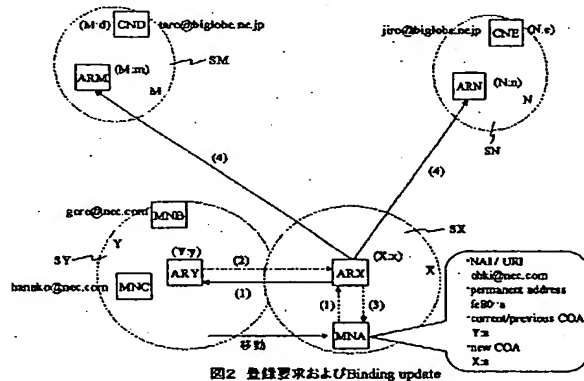 (M:d) CND taro@biglobe.ne.jp
jiro@biglobe.ne.jp CNE (N:e)
SM
ARM (M:m)
M
ARN (N:n)
N
SN
(4)
(4)
MNB
SX
Y
(Y:y)
(X:x)
X
SY
ARY
(2)
ARX
(1)
hanako@nec.com MNC
(1)
(3)
移動
MNA
・NAI / URI
ohki@nec.com
・permanent address
fe80::a
・current/previous COA
Y:a
・new COA
X:a
図2 登録要求およびBinding update